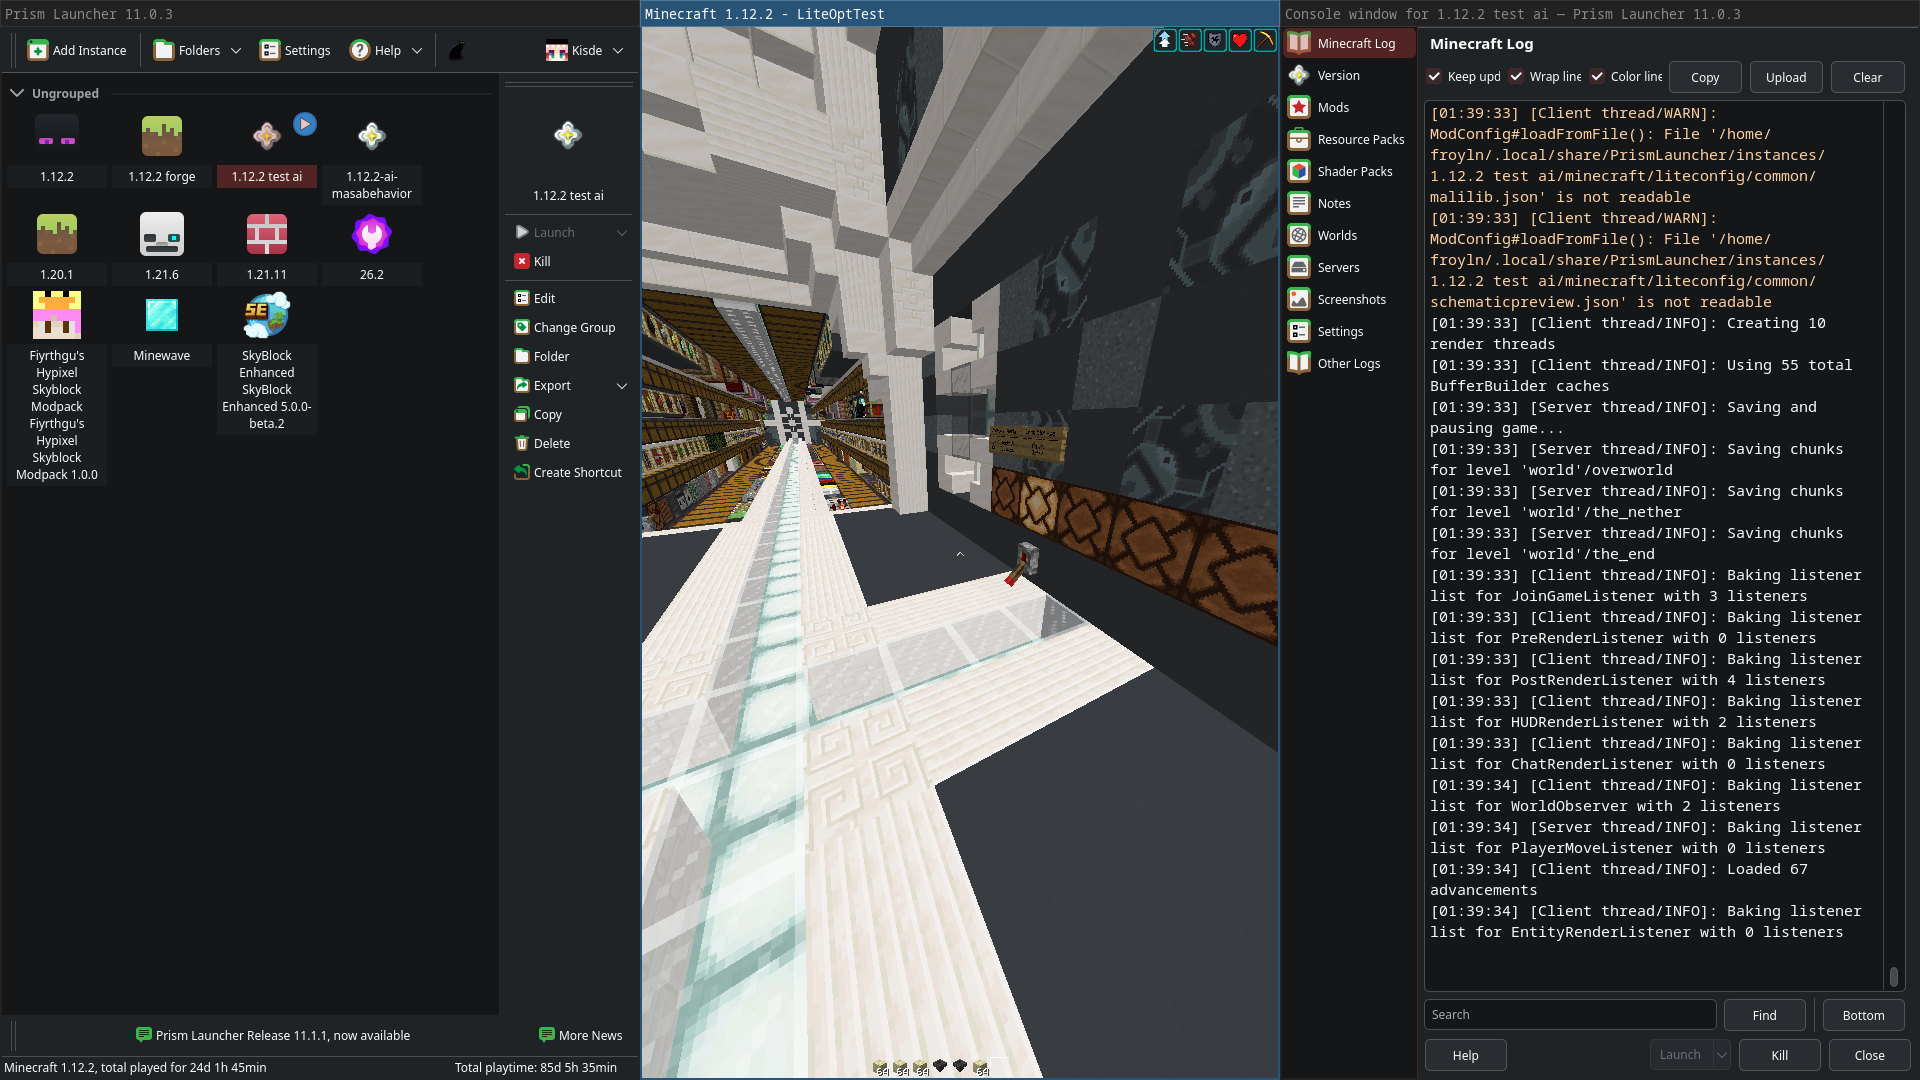 Prism Launcher 11.0.3
Add Instance
Folders
Settings
Help
Kisde
Ungrouped
1.12.2
1.12.2 forge
1.12.2 test ai
1.12.2-ai-
masabehavior
1.20.1
1.21.6
1.21.11
26.2
Fiyrthgu's
Hypixel
Skyblock
Modpack
Fiyrthgu's
Hypixel
Skyblock
Modpack 1.0.0
Minewave
SkyBlock
Enhanced
SkyBlock
Enhanced 5.0.0-
beta.2
1.12.2 test ai
Launch
Kill
Edit
Change Group
Folder
Export
Copy
Delete
Create Shortcut
Prism Launcher Release 11.1.1, now available
More News
Minecraft 1.12.2, total played for 24d 1h 45min
Total playtime: 85d 5h 35min
Minecraft 1.12.2 - LiteOptTest
64 64 64 64
Console window for 1.12.2 test ai — Prism Launcher 11.0.3
Minecraft Log
Version
Mods
Resource Packs
Shader Packs
Notes
Worlds
Servers
Screenshots
Settings
Other Logs
Minecraft Log
Keep upd
Wrap line
Color line
Copy
Upload
Clear
[01:39:33] [Client thread/WARN]:
ModConfig#loadFromFile(): File '/home/
froyln/.local/share/PrismLauncher/instances/
1.12.2 test ai/minecraft/liteconfig/common/
malilib.json' is not readable
[01:39:33] [Client thread/WARN]:
ModConfig#loadFromFile(): File '/home/
froyln/.local/share/PrismLauncher/instances/
1.12.2 test ai/minecraft/liteconfig/common/
schematicpreview.json' is not readable
[01:39:33] [Client thread/INFO]: Creating 10
render threads
[01:39:33] [Client thread/INFO]: Using 55 total
BufferBuilder caches
[01:39:33] [Server thread/INFO]: Saving and
pausing game...
[01:39:33] [Server thread/INFO]: Saving chunks
for level 'world'/overworld
[01:39:33] [Server thread/INFO]: Saving chunks
for level 'world'/the_nether
[01:39:33] [Server thread/INFO]: Saving chunks
for level 'world'/the_end
[01:39:33] [Client thread/INFO]: Baking listener
list for JoinGameListener with 3 listeners
[01:39:33] [Client thread/INFO]: Baking listener
list for PreRenderListener with 0 listeners
[01:39:33] [Client thread/INFO]: Baking listener
list for PostRenderListener with 4 listeners
[01:39:33] [Client thread/INFO]: Baking listener
list for HUDRenderListener with 2 listeners
[01:39:33] [Client thread/INFO]: Baking listener
list for ChatRenderListener with 0 listeners
[01:39:34] [Client thread/INFO]: Baking listener
list for WorldObserver with 2 listeners
[01:39:34] [Server thread/INFO]: Baking listener
list for PlayerMoveListener with 0 listeners
[01:39:34] [Client thread/INFO]: Loaded 67
advancements
[01:39:34] [Client thread/INFO]: Baking listener
list for EntityRenderListener with 0 listeners
Search
Find
Bottom
Help
Launch
Kill
Close